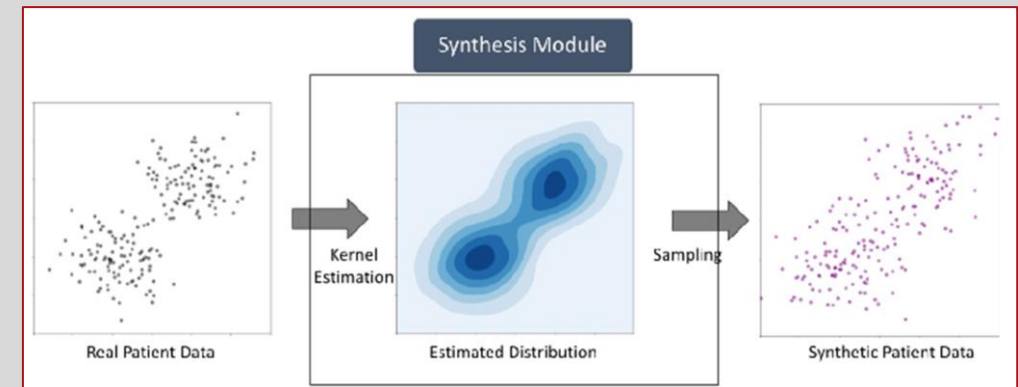 Synthesis Module
Kernel
Estimation
Sampling
Real Patient Data
Estimated Distribution
Synthetic Patient Data